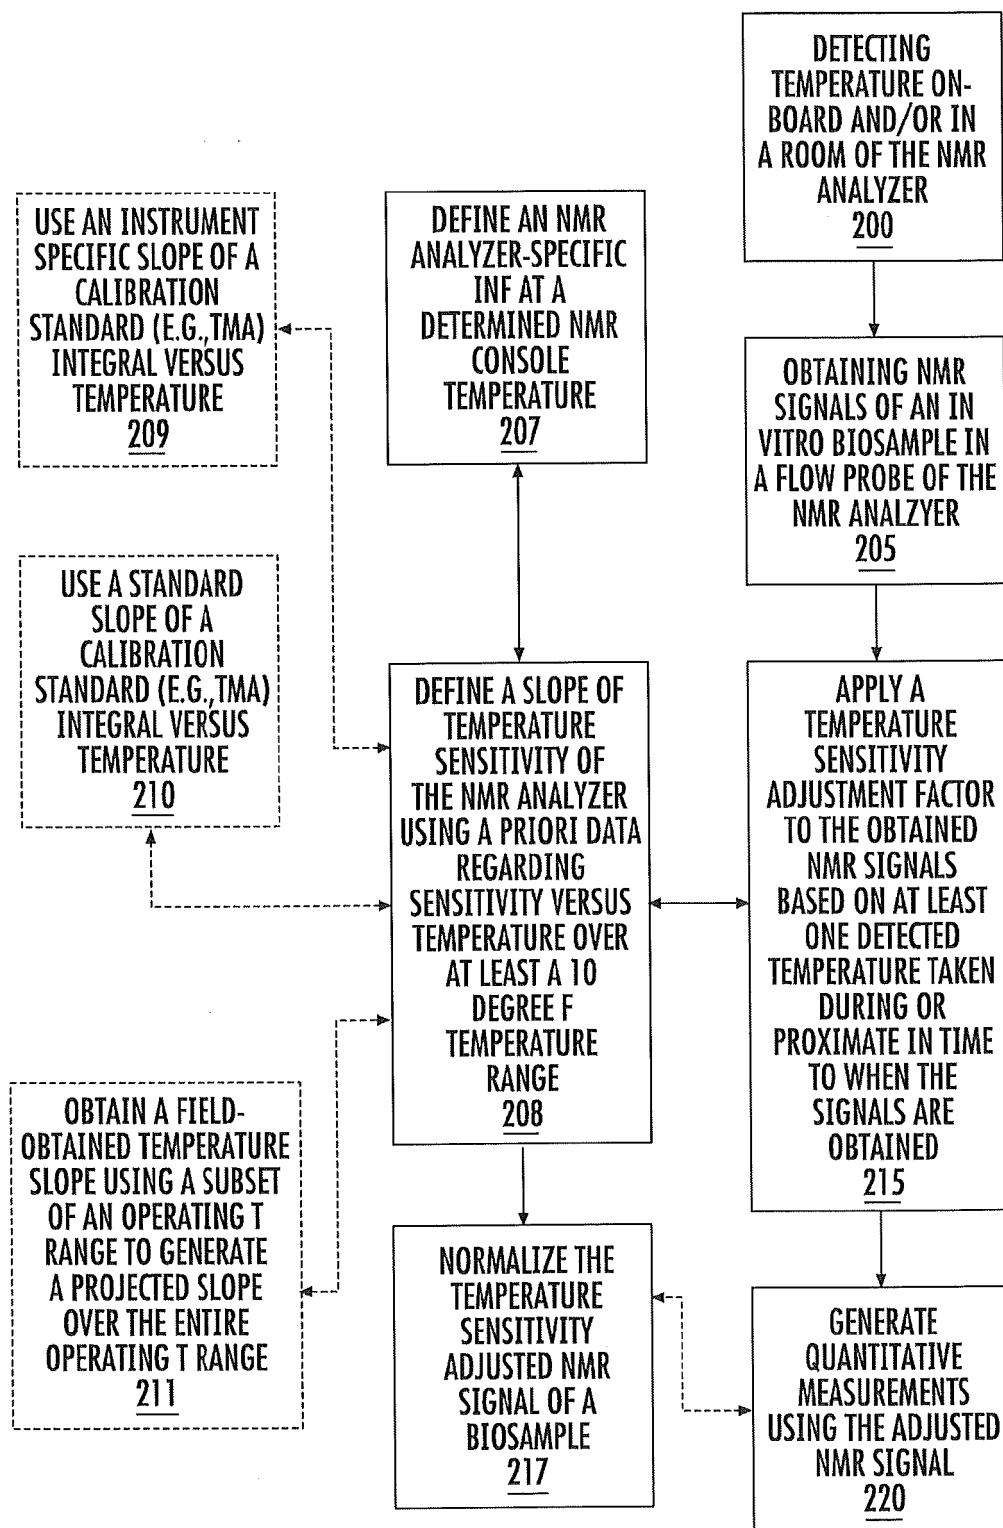 DETECTING
TEMPERATURE ON-
BOARD AND/OR IN
A ROOM OF THE NMR
ANALYZER
200
USE AN INSTRUMENT
SPECIFIC SLOPE OF A
CALIBRATION
STANDARD (E.G.,TMA)
INTEGRAL VERSUS
TEMPERATURE
209
DEFINE AN NMR
ANALYZER-SPECIFIC
INF AT A
DETERMINED NMR
CONSOLE
TEMPERATURE
207
OBTAINING NMR
SIGNALS OF AN IN
VITRO BIOSAMPLE IN
A FLOW PROBE OF THE
NMR ANALZYER
205
USE A STANDARD
SLOPE OF A
CALIBRATION
STANDARD (E.G.,TMA)
INTEGRAL VERSUS
TEMPERATURE
210
DEFINE A SLOPE OF
TEMPERATURE
SENSITIVITY OF
THE NMR ANALYZER
USING A PRIORI DATA
REGARDING
SENSITIVITY VERSUS
TEMPERATURE OVER
AT LEAST A 10
DEGREE F
TEMPERATURE
RANGE
208
APPLY A
TEMPERATURE
SENSITIVITY
ADJUSTMENT FACTOR
TO THE OBTAINED
NMR SIGNALS
BASED ON AT LEAST
ONE DETECTED
TEMPERATURE TAKEN
DURING OR
PROXIMATE IN TIME
TO WHEN THE
SIGNALS ARE
OBTAINED
215
OBTAIN A FIELD-
OBTAINED TEMPERATURE
SLOPE USING A SUBSET
OF AN OPERATING T
RANGE TO GENERATE
A PROJECTED SLOPE
OVER THE ENTIRE
OPERATING T RANGE
211
NORMALIZE THE
TEMPERATURE
SENSITIVITY
ADJUSTED NMR
SIGNAL OF A
BIOSAMPLE
217
GENERATE
QUANTITATIVE
MEASUREMENTS
USING THE ADJUSTED
NMR SIGNAL
220